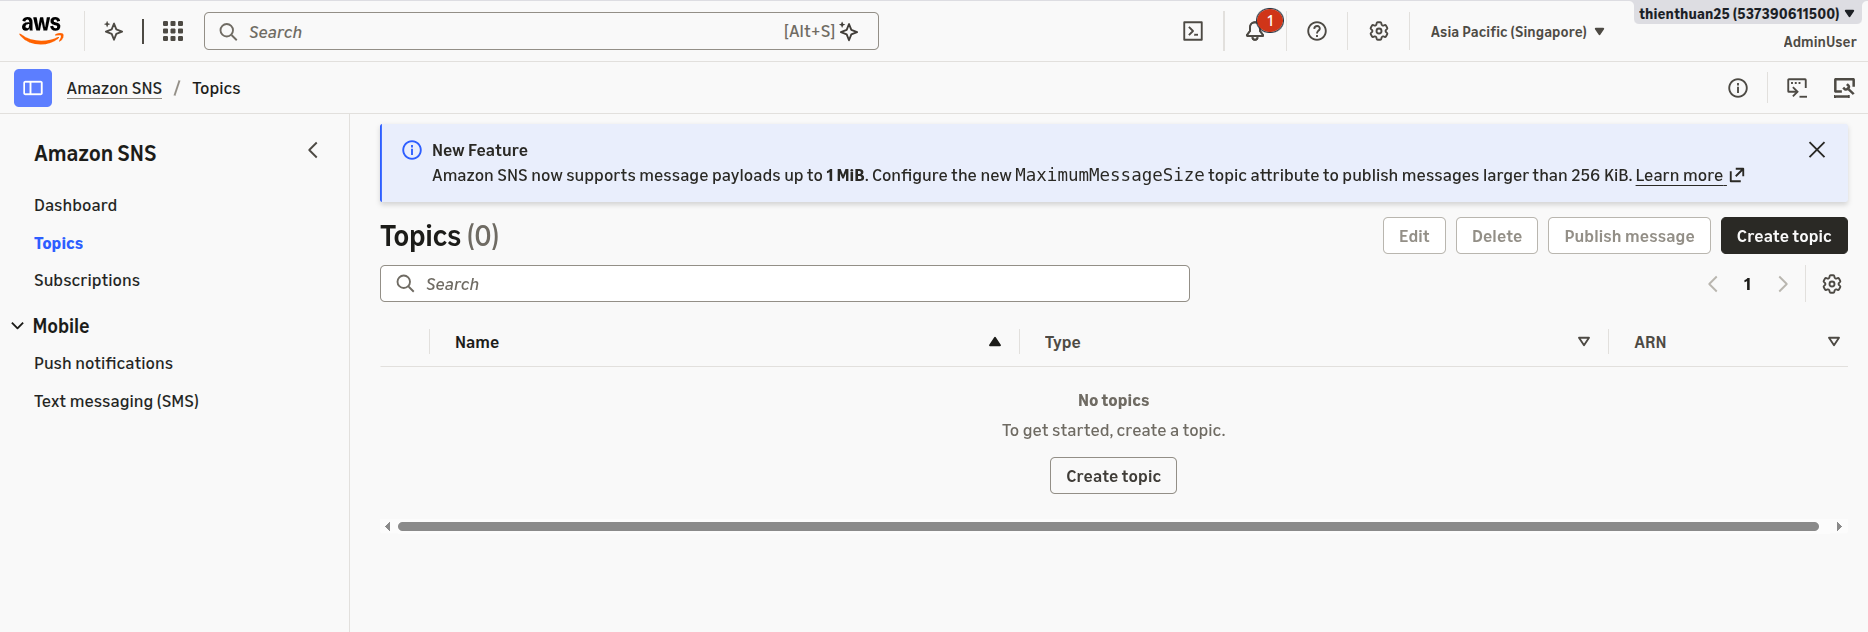 aws
Search
[Alt+S]
1
Asia Pacific (Singapore)
thienthuan25 (537390611500)
AdminUser
Amazon SNS / Topics
Amazon SNS
Dashboard
Topics
Subscriptions
Mobile
Push notifications
Text messaging (SMS)
New Feature
Amazon SNS now supports message payloads up to 1 MiB. Configure the new MaximumMessageSize topic attribute to publish messages larger than 256 KiB. Learn more
Topics (0)
Edit
Delete
Publish message
Create topic
Search
1
Name
Type
ARN
No topics
To get started, create a topic.
Create topic